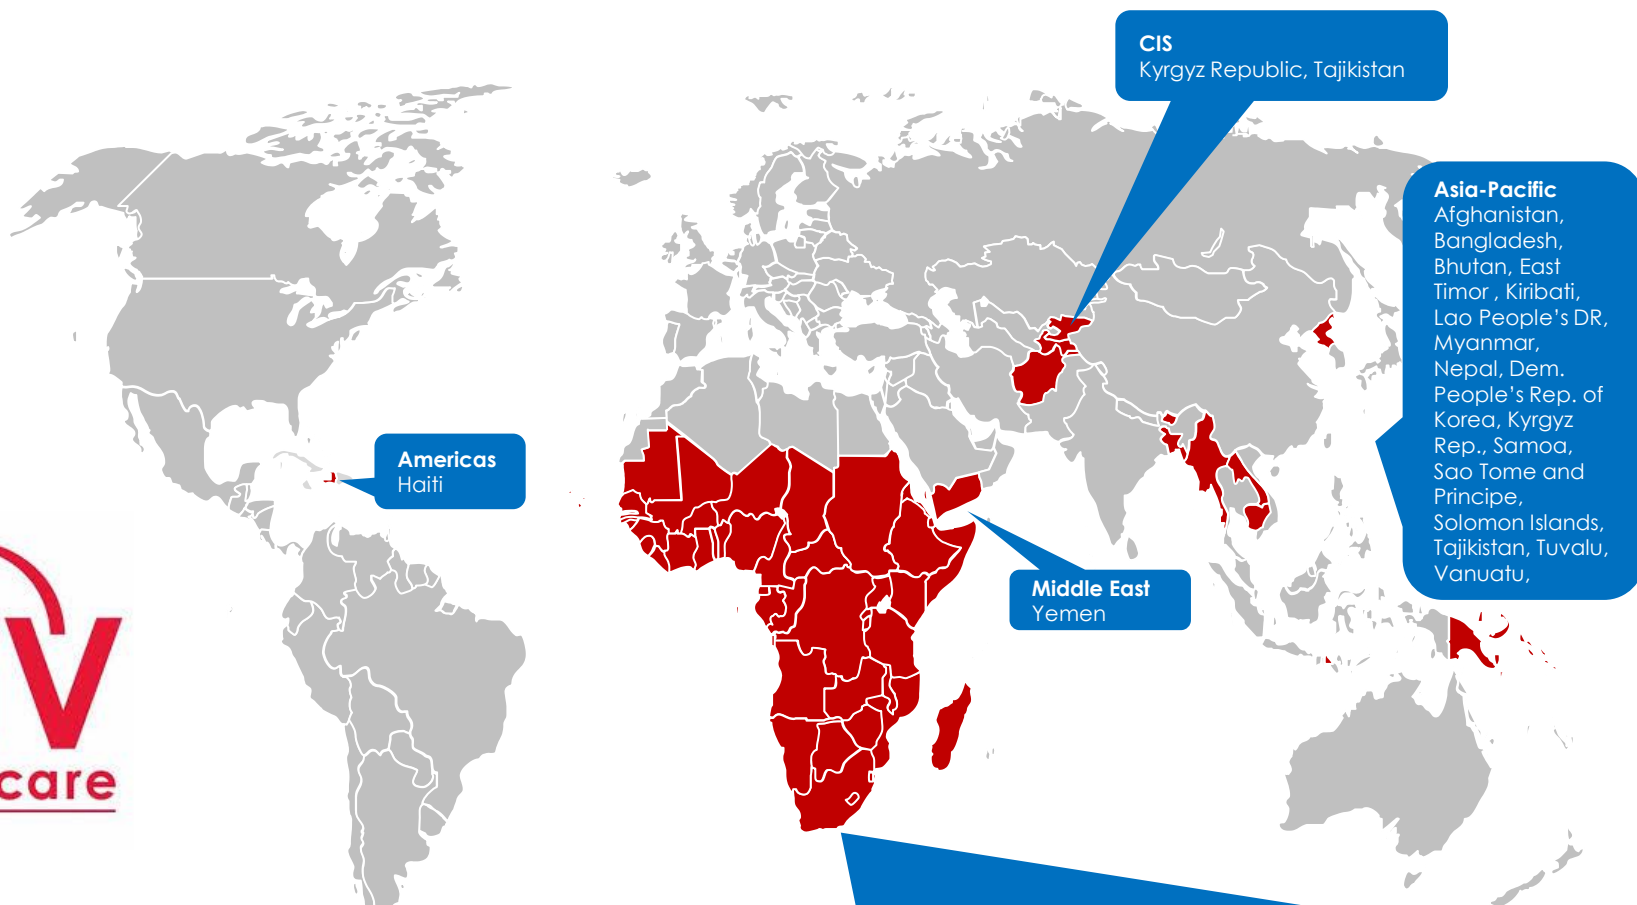 CIS
Kyrgyz Republic, Tajikistan
Asia-Pacific
Afghanistan,
Bangladesh,
Bhutan, East
Timor , Kiribati,
Lao People's DR,
Myanmar,
Nepal, Dem.
People's Rep. of
Korea, Kyrgyz
Rep., Samoa,
Sao Tome and
Principe,
Solomon Islands,
Tajikistan, Tuvalu,
Vanuatu,
Americas
Haiti
Middle East
Yemen
V
care